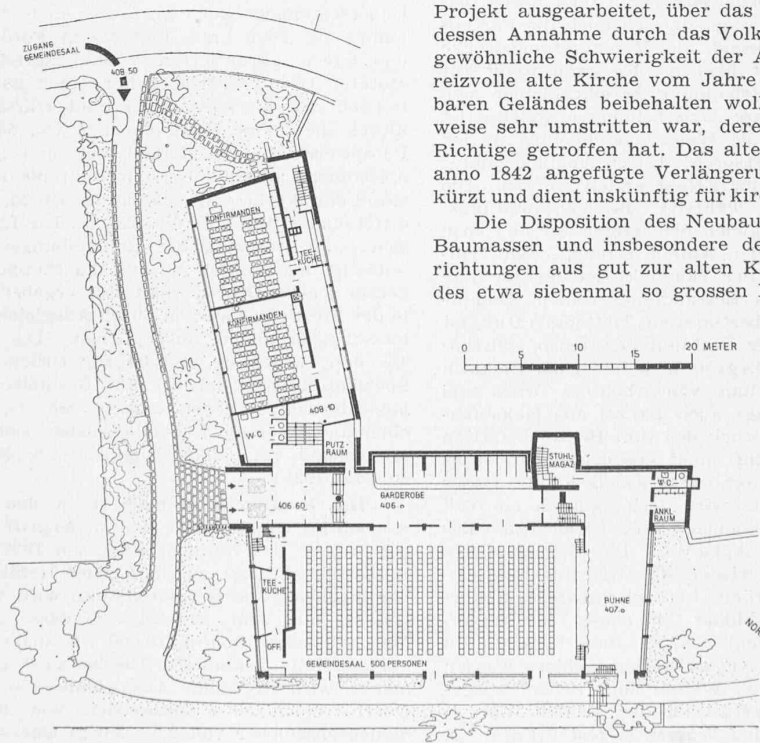 Projekt ausgearbeitet, über das
dessen Annahme durch das Volk
gewöhnliche Schwierigkeit der A
reizvolle alte Kirche vom Jahre
baren Geländes beibehalten woll
weise sehr umstritten war, dere
Richtige getroffen hat. Das alte
anno 1842 angefügte Verlängeru
kürzt und dient inskünftig für kir
Die Disposition des Neubau
Baumassen und insbesondere de
richtungen aus gut zur alten K
des etwa siebenmal so grossen
ZUGANG
GEMEINDESAAL
408.50
KONFIRMANDEN
TEE-
KÜCHE
KONFIRMANDEN
0 5 10 15 20 METER
408.10
W.C.
PUTZ-
RAUM
STUHL-
MAGAZ.
W.C.
GARDEROBE
406.60
ANKL.
RAUM
TEE-
KÜCHE
BÜHNE
OFF.
GEMEINDESAAL 500 PERSONEN
NOR